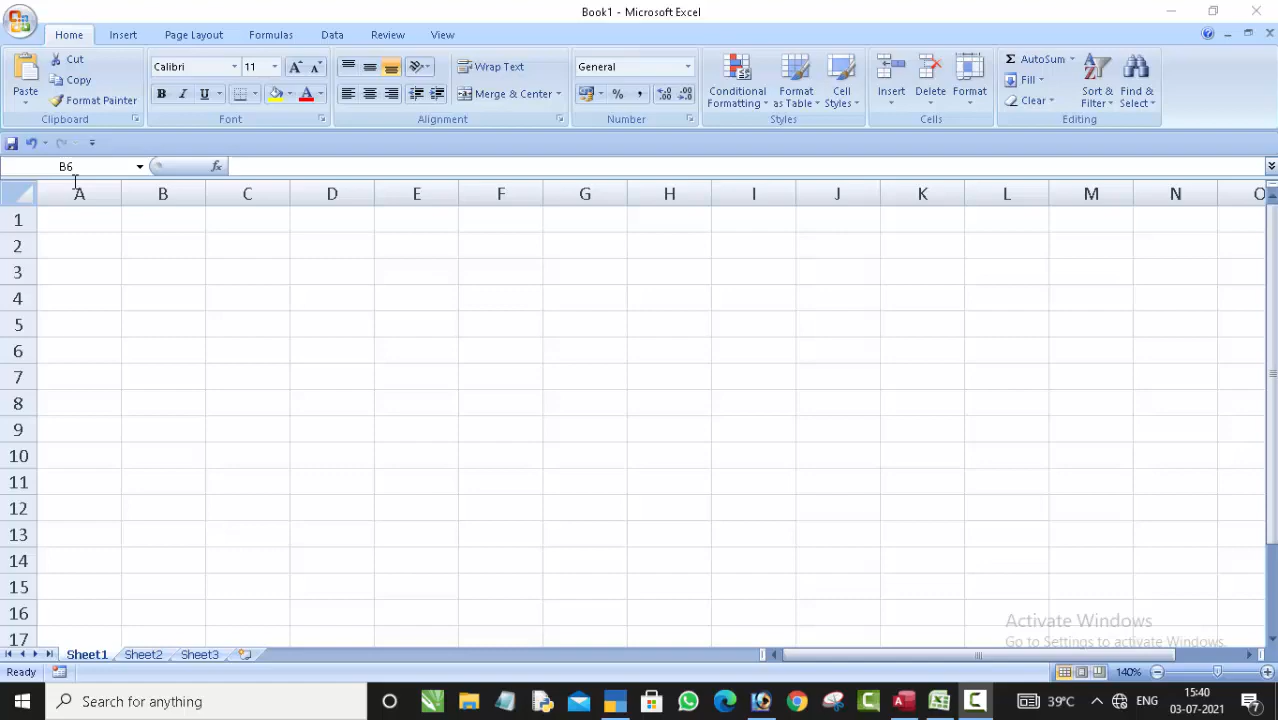 Book1 - Microsoft Excel
Home Insert Page Layout Formulas Data Review View
Paste Cut Copy Format Painter Clipboard
Calibri 11 B I U A Font
Wrap Text Merge & Center Alignment
General % , Number
Conditional Formatting Format as Table Cell Styles Styles
Insert Delete Format Cells
Σ AutoSum Fill Clear Sort & Filter Find & Select Editing
B6 fx
A B C D E F G H I J K L M N O
1
2
3
4
5
6
7
8
9
10
11
12
13
14
15
16
17
Activate Windows
Go to Settings to activate Windows.
Sheet1 Sheet2 Sheet3
Ready 140%
Search for anything 39°C ENG 15:40 03-07-2021 7